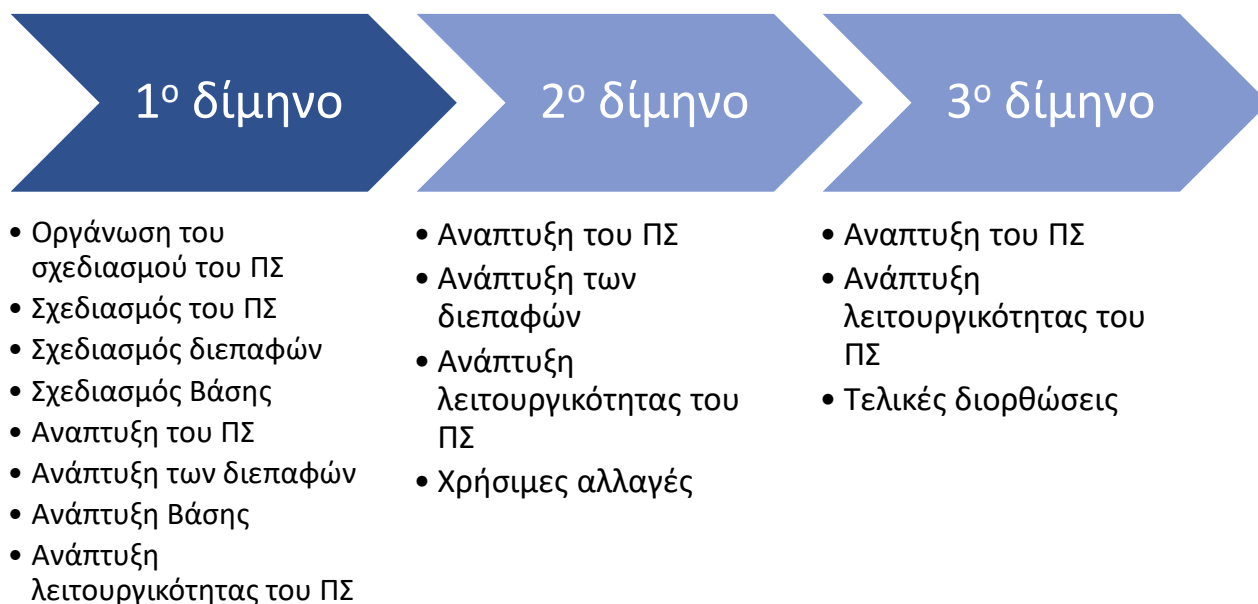 1ο δίμηνο
• Οργάνωση του
σχεδιασμού του ΠΣ
• Σχεδιασμός του ΠΣ
• Σχεδιασμός διεπαφών
• Σχεδιασμός Βάσης
• Αναπτυξη του ΠΣ
• Ανάπτυξη των διεπαφών
• Ανάπτυξη Βάσης
• Ανάπτυξη
λειτουργικότητας του ΠΣ
2ο δίμηνο
• Αναπτυξη του ΠΣ
• Ανάπτυξη των
διεπαφών
• Ανάπτυξη
λειτουργικότητας του
ΠΣ
• Χρήσιμες αλλαγές
3ο δίμηνο
• Αναπτυξη του ΠΣ
• Ανάπτυξη
λειτουργικότητας του
ΠΣ
• Τελικές διορθώσεις